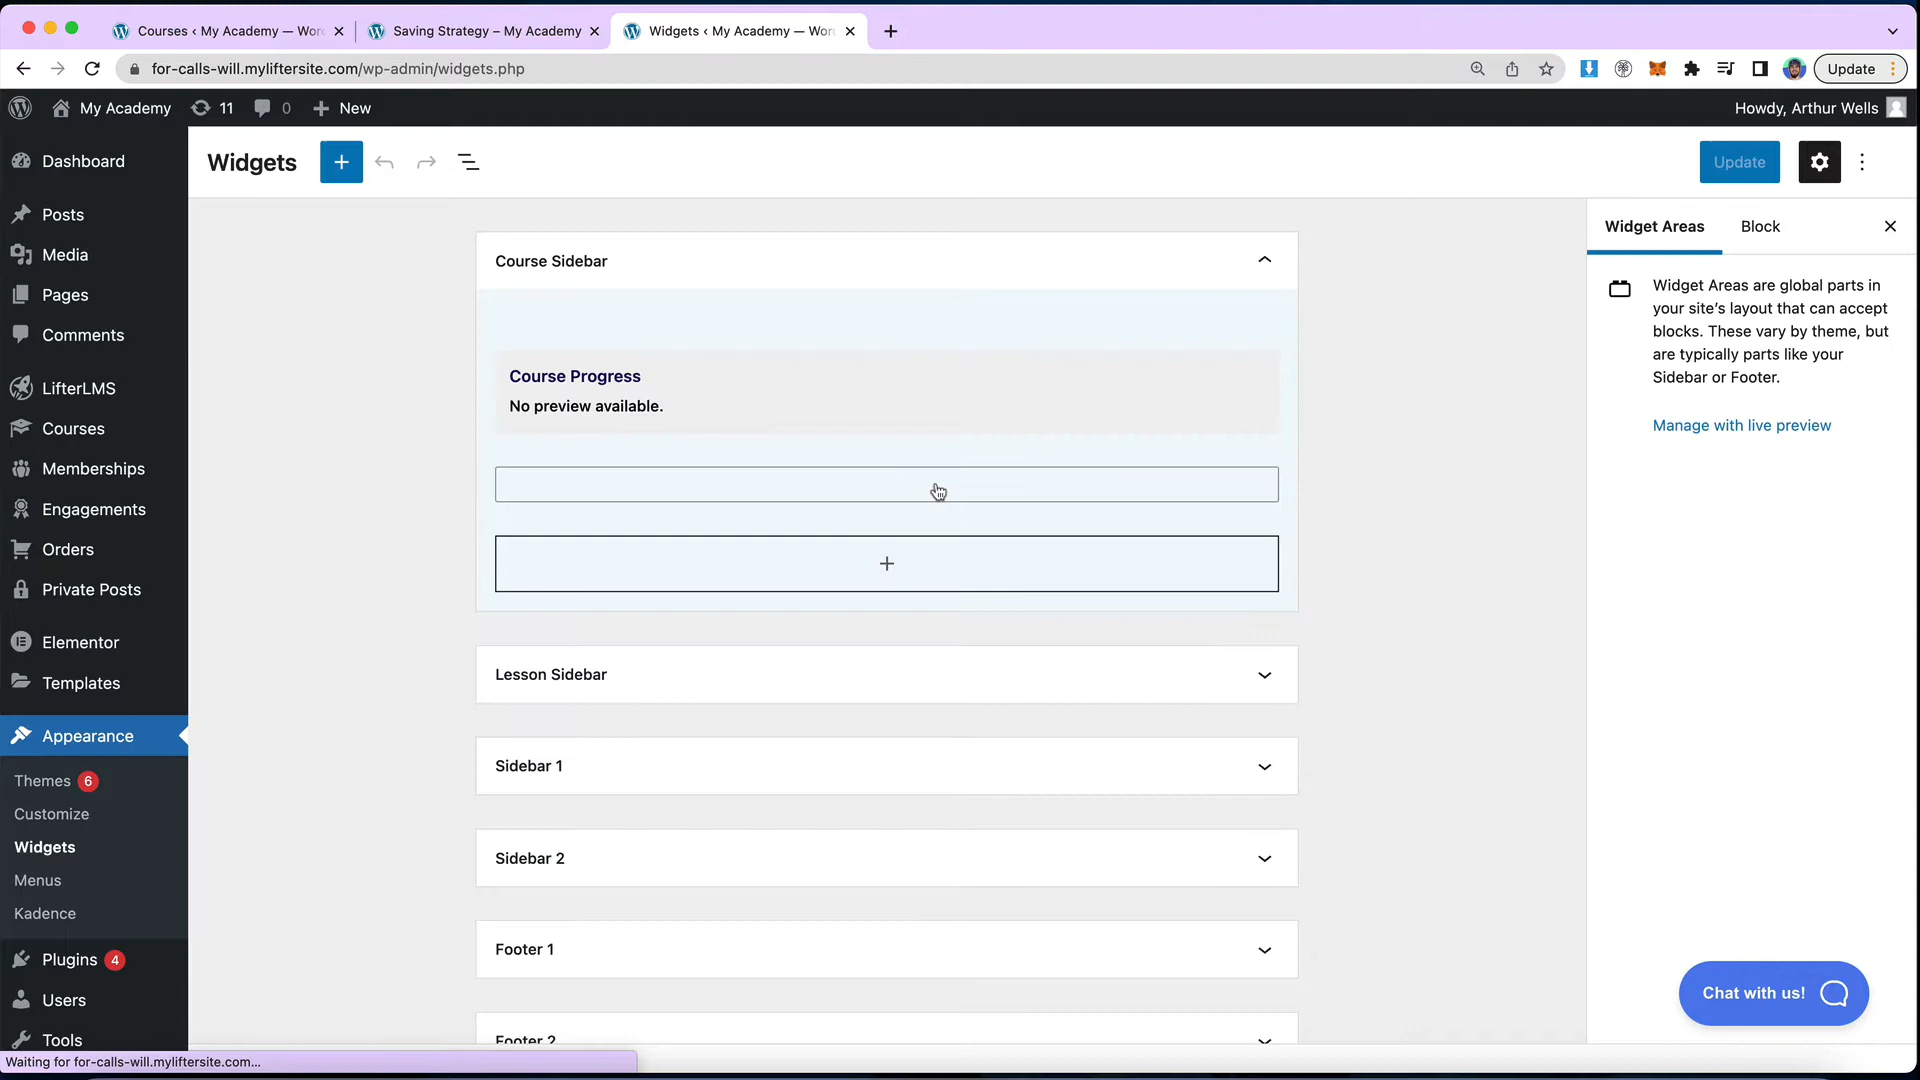 Courses ‹ My Academy — Wor
Saving Strategy – My Academy
Widgets ‹ My Academy — Wor
for-calls-will.myliftersite.com/wp-admin/widgets.php
Update
My Academy
11
0
New
Howdy, Arthur Wells
Dashboard
Posts
Media
Pages
Comments
LifterLMS
Courses
Memberships
Engagements
Orders
Private Posts
Elementor
Templates
Appearance
Themes 6
Customize
Widgets
Menus
Kadence
Plugins 4
Users
Tools
Widgets
Update
Course Sidebar
Course Progress
No preview available.
Lesson Sidebar
Sidebar 1
Sidebar 2
Footer 1
Footer 2
Widget Areas
Block
Widget Areas are global parts in
your site’s layout that can accept
blocks. These vary by theme, but
are typically parts like your
Sidebar or Footer.
Manage with live preview
Chat with us!
Waiting for for-calls-will.myliftersite.com...